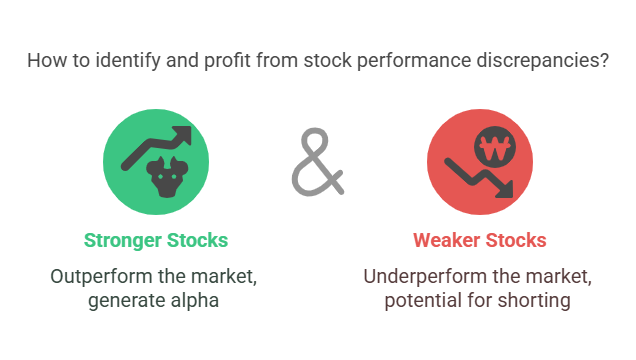 How to identify and profit from stock performance discrepancies?
&
₩
Stronger Stocks
Weaker Stocks
Outperform the market,
generate alpha
Underperform the market,
potential for shorting